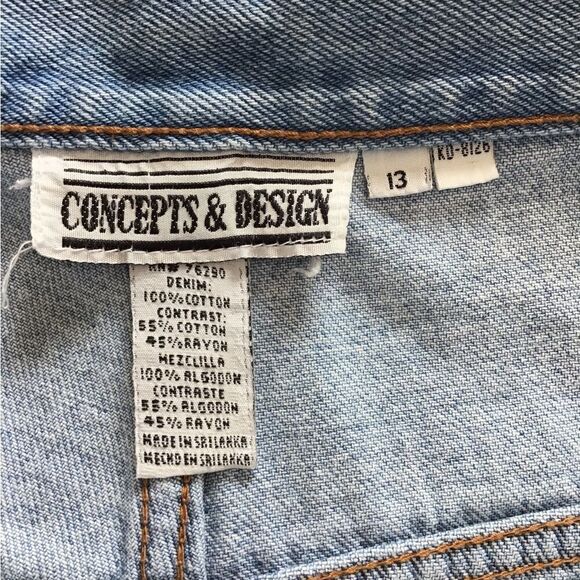 CONCEPTS & DESIGN
13
KD-8126
RN# 76290
DENIM:
100% COTTON
CONTRAST:
55% COTTON
45% RAYON
MEZCLILLA
100% ALGODON
CONTRASTE
55% ALGODON
45% RAYON
MADE IN SRI LANKA
HECHO EN SRI LANKA